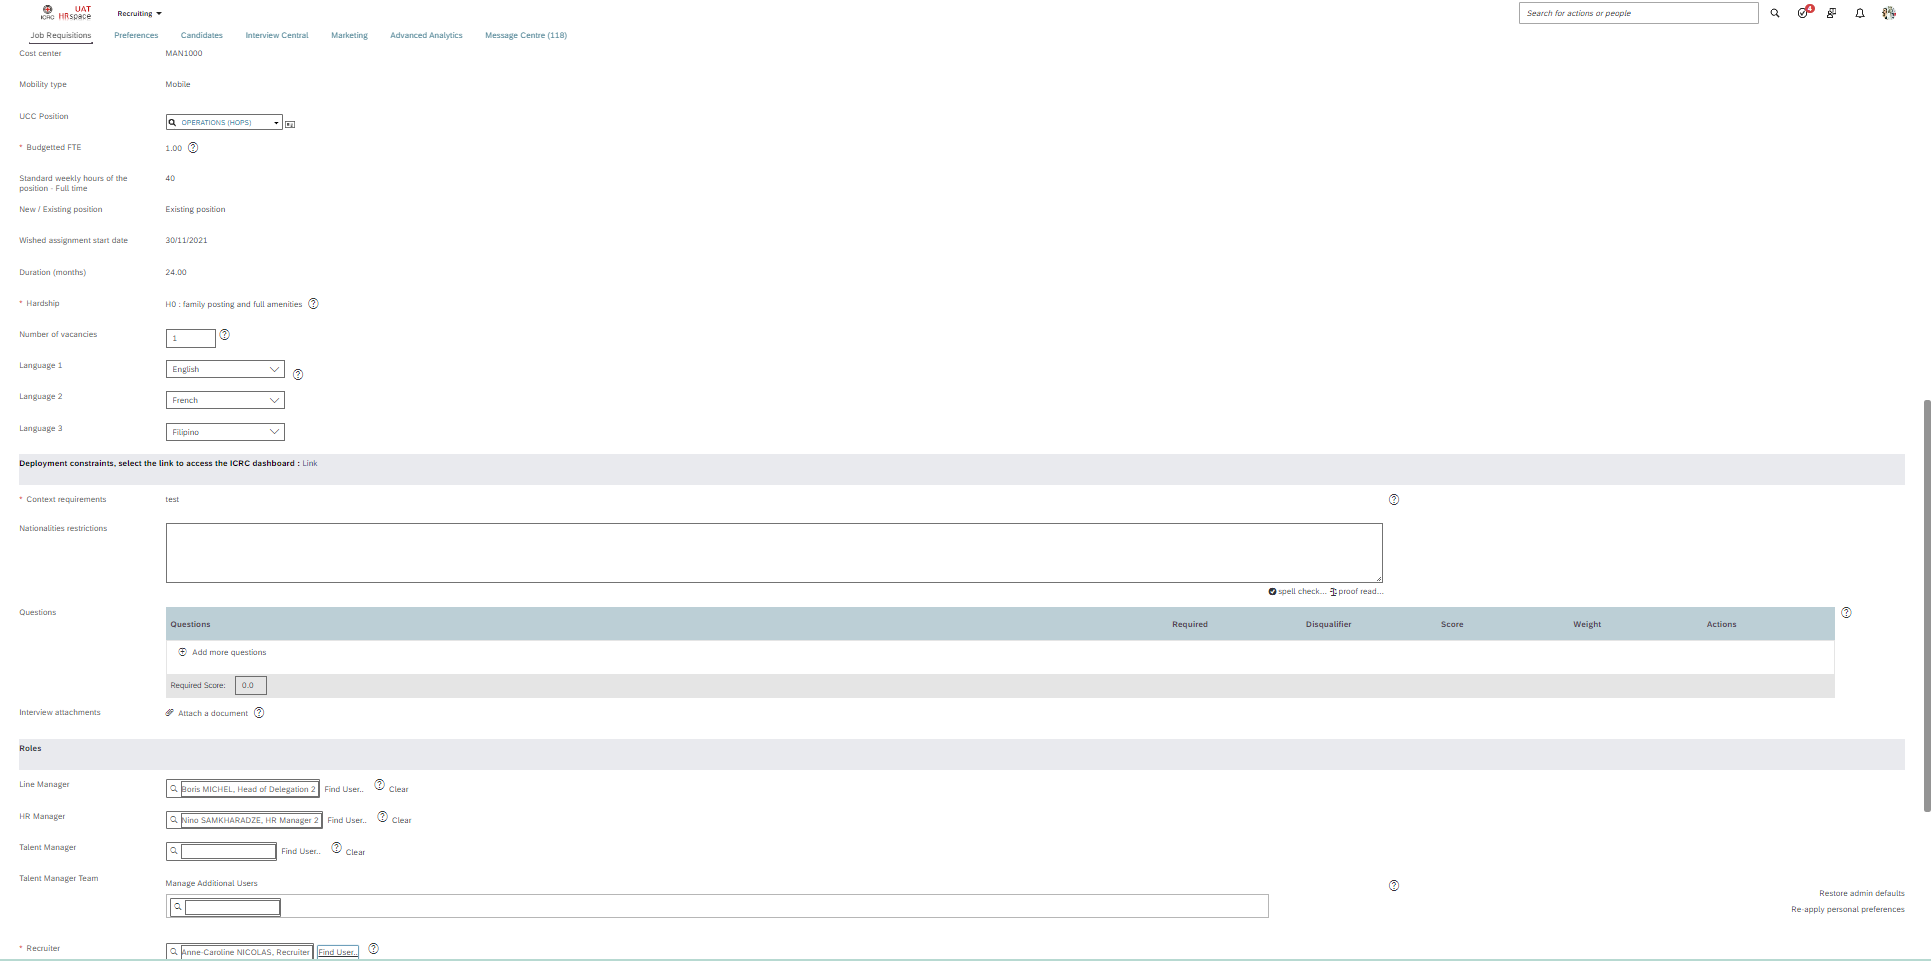 ICRC UAT HRspace Recruiting Search for actions or people 4
Job Requisitions Preferences Candidates Interview Central Marketing Advanced Analytics Message Centre (118)
Cost center MAN1000
Mobility type Mobile
UCC Position OPERATIONS (HOPS)
* Budgetted FTE 1.00
Standard weekly hours of the position - Full time 40
New / Existing position Existing position
Wished assignment start date 30/11/2021
Duration (months) 24.00
* Hardship H0 : family posting and full amenities
Number of vacancies 1
Language 1 English
Language 2 French
Language 3 Filipino
Deployment constraints, select the link to access the ICRC dashboard : Link
* Context requirements test
Nationalities restrictions
spell check... proof read...
Questions
Questions Required Disqualifier Score Weight Actions
Add more questions
Required Score: 0.0
Interview attachments Attach a document
Roles
Line Manager Boris MICHEL, Head of Delegation 2 Find User.. Clear
HR Manager Nino SAMKHARADZE, HR Manager 2 Find User.. Clear
Talent Manager Find User.. Clear
Talent Manager Team Manage Additional Users
Restore admin defaults
Re-apply personal preferences
* Recruiter Anne-Caroline NICOLAS, Recruiter Find User..